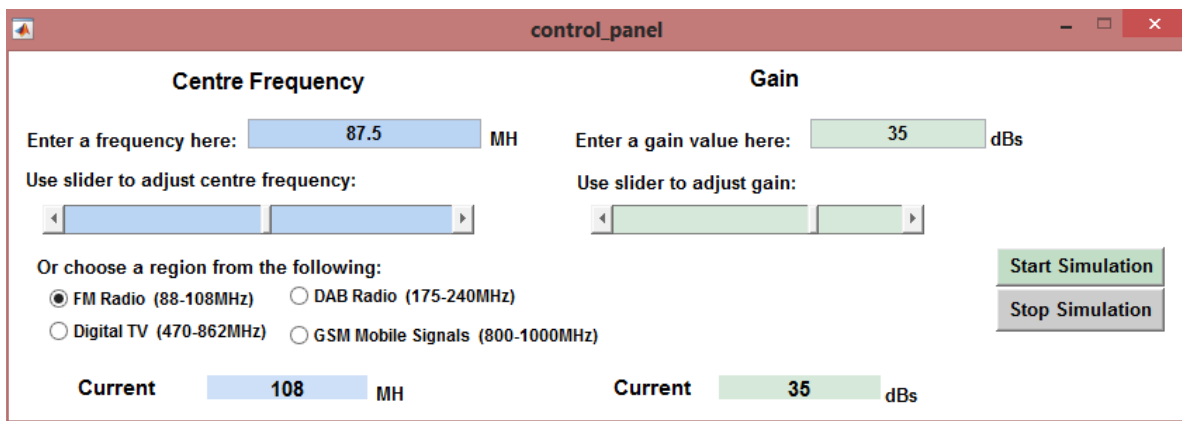 control_panel
Centre Frequency
Gain
Enter a frequency here: 87.5 MH
Enter a gain value here: 35 dBs
Use slider to adjust centre frequency:
Use slider to adjust gain:
Or choose a region from the following:
FM Radio (88-108MHz)
DAB Radio (175-240MHz)
Digital TV (470-862MHz)
GSM Mobile Signals (800-1000MHz)
Start Simulation
Stop Simulation
Current 108 MH
Current 35 dBs